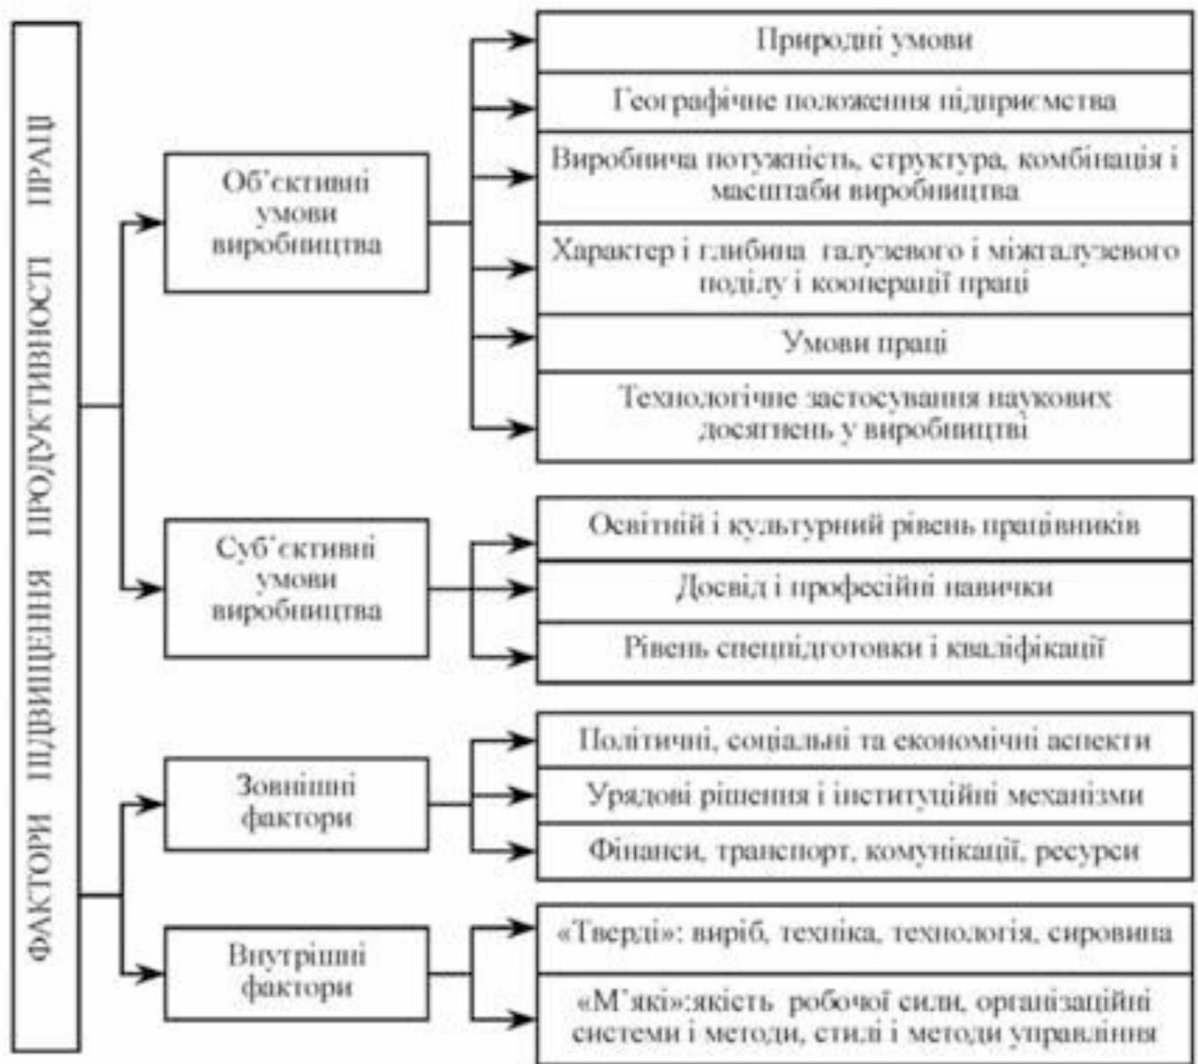 ФАКТОРИ ПІДВИЩЕННЯ ПРОДУКТИВНОСТІ ПРАЦІ
Об'єктивні
умови
виробництва
Природні умови
Географічне положення підприємства
Виробнича потужність, структура, комбінація і
масштаби виробництва
Характер і глибина галузевого і міжгалузевого
поділу і кооперації праці
Умови праці
Технологічне застосування наукових
досягнень у виробництві
Суб'єктивні
умови
виробництва
Освітній і культурний рівень працівників
Досвід і професійні навички
Рівень спецпідготовки і кваліфікації
Зовнішні
фактори
Політичні, соціальні та економічні аспекти
Урядові рішення і інституційні механізми
Фінанси, транспорт, комунікації, ресурси
Внутрішні
фактори
«Тверді»: виріб, техніка, технологія, сировина
«М'які»:якість робочої сили, організаційні
системи і методи, стилі і методи управління